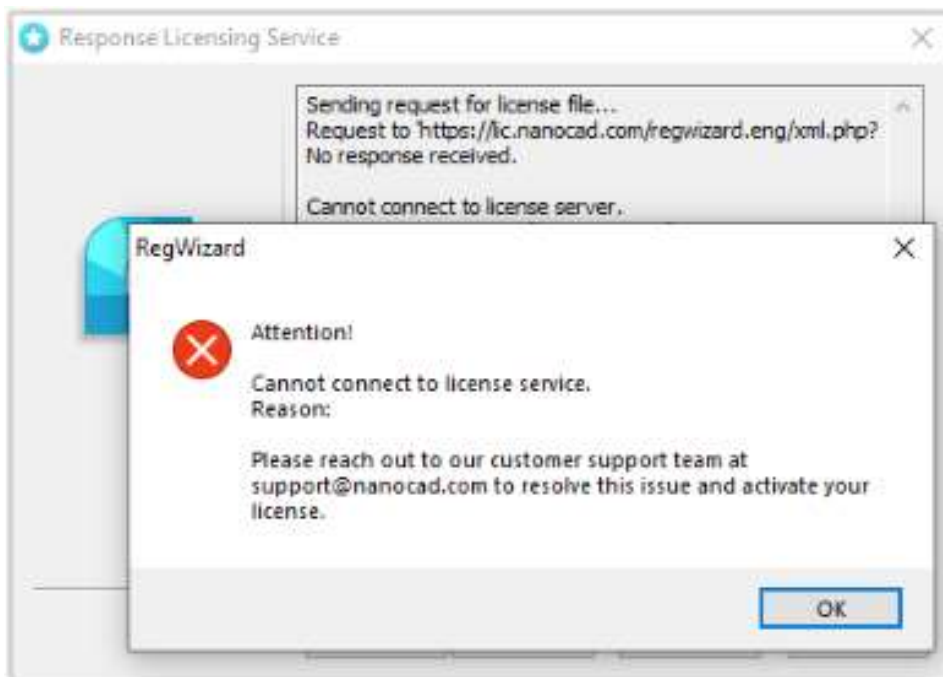 Response Licensing Service
Sending request for license file...
Request to 'https://lic.nanocad.com/regwizard.eng/xml.php?
No response received.
Cannot connect to license server.
RegWizard
Attention!
Cannot connect to license service.
Reason:
Please reach out to our customer support team at
support@nanocad.com to resolve this issue and activate your
license.
OK